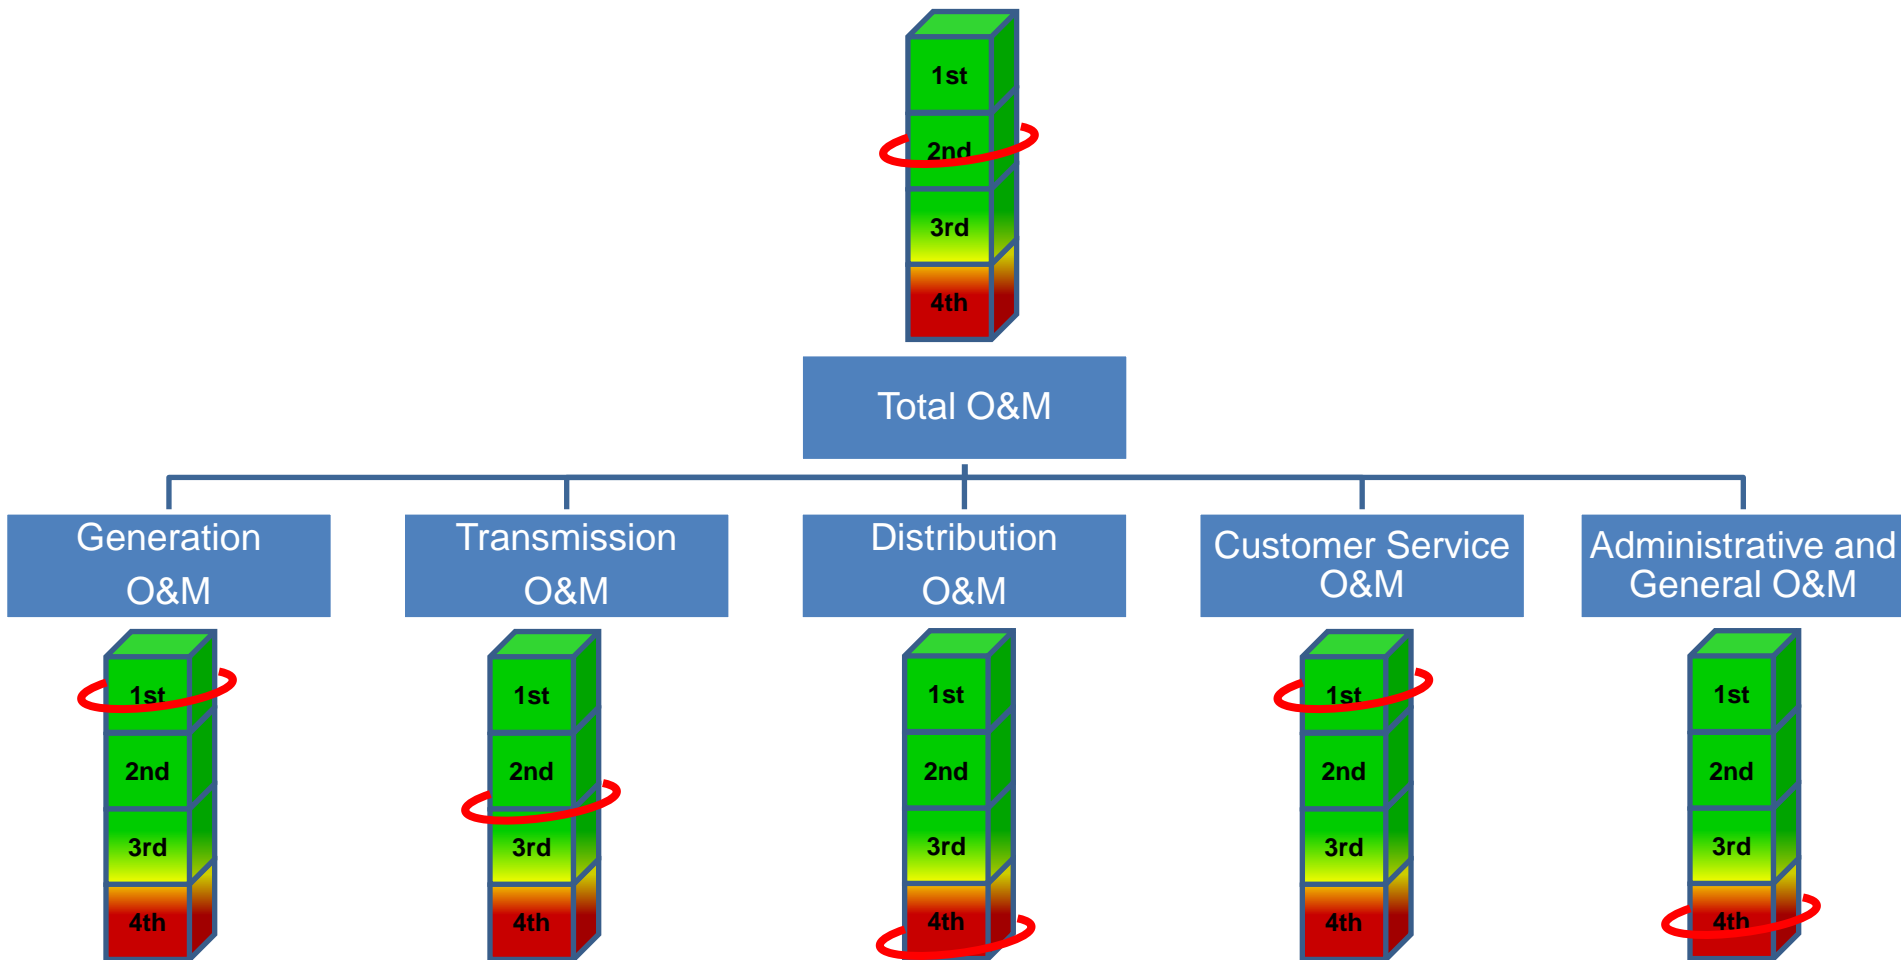 1st
2nd
3rd
4th
Total O&M
Generation
O&M
Transmission
O&M
Distribution
O&M
Customer Service
O&M
Administrative and
General O&M
1st
2nd
3rd
4th
1st
2nd
3rd
4th
1st
2nd
3rd
4th
1st
2nd
3rd
4th
1st
2nd
3rd
4th